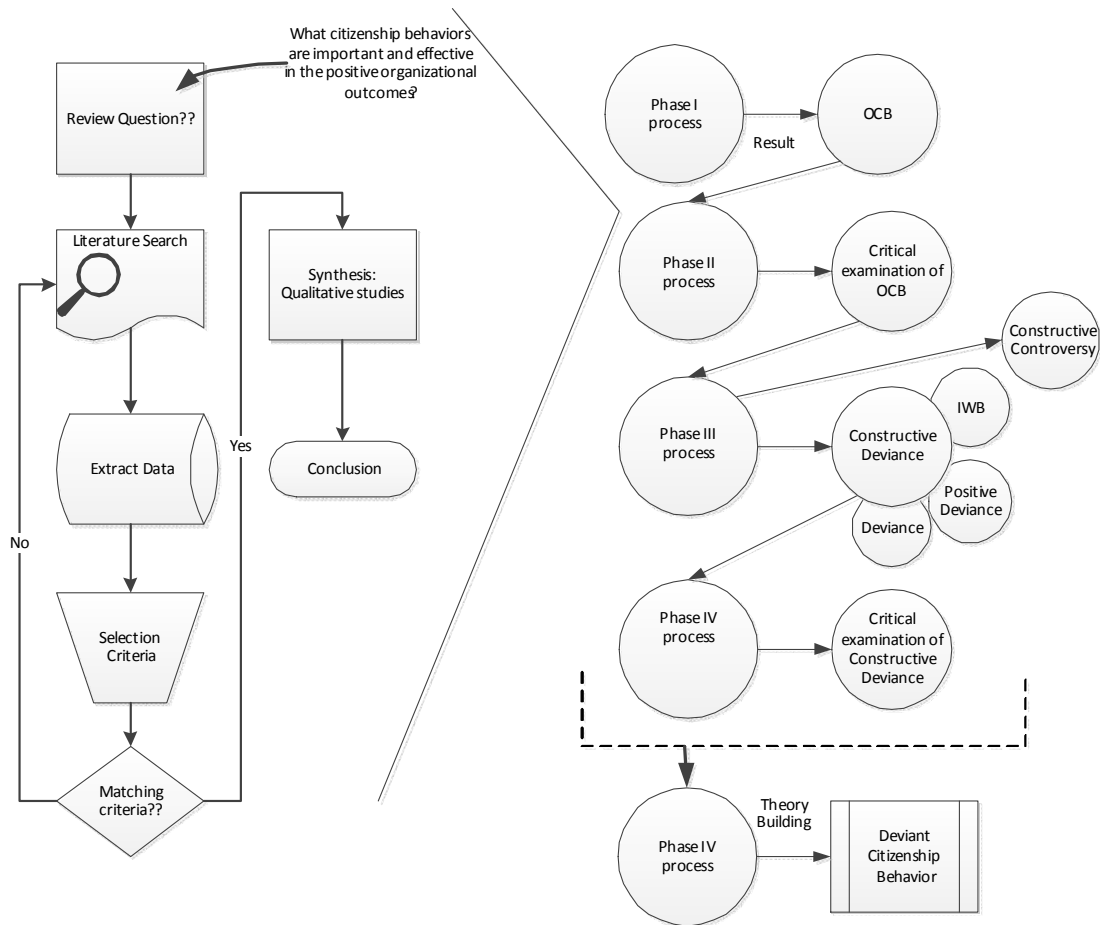 What citizenship behaviors
are important and effective
in the positive organizational
outcomes?
Review Question??
Literature Search
Extract Data
Selection
Criteria
Matching
criteria??
No
Yes
Synthesis:
Qualitative studies
Conclusion
Phase I
process
Result
OCB
Phase II
process
Critical
examination of
OCB
Constructive
Controversy
Phase III
process
Constructive
Deviance
IWB
Positive
Deviance
Deviance
Phase IV
process
Critical
examination of
Constructive
Deviance
Phase IV
process
Theory
Building
Deviant
Citizenship
Behavior